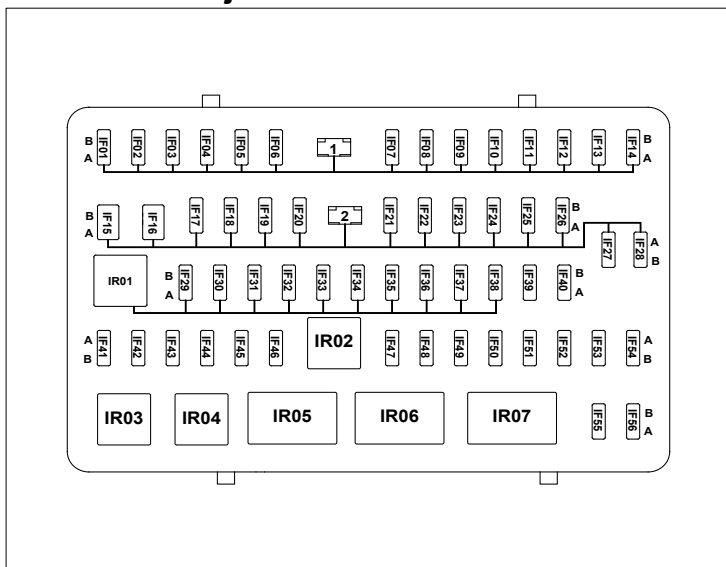 B
A
IF01 IF02 IF03 IF04 IF05 IF06 1 IF07 IF08 IF09 IF10 IF11 IF12 IF13 IF14
B
A
B
A
IF15 IF16 IF17 IF18 IF19 IF20 2 IF21 IF22 IF23 IF24 IF25 IF26
B
A
IF27 IF28
A
B
IR01
B
A
IF29 IF30 IF31 IF32 IF33 IF34 IF35 IF36 IF37 IF38 IF39 IF40
B
A
A
B
IF41 IF42 IF43 IF44 IF45 IF46 IR02 IF47 IF48 IF49 IF50 IF51 IF52 IF53 IF54
A
B
IR03 IR04 IR05 IR06 IR07 IF55 IF56
B
A